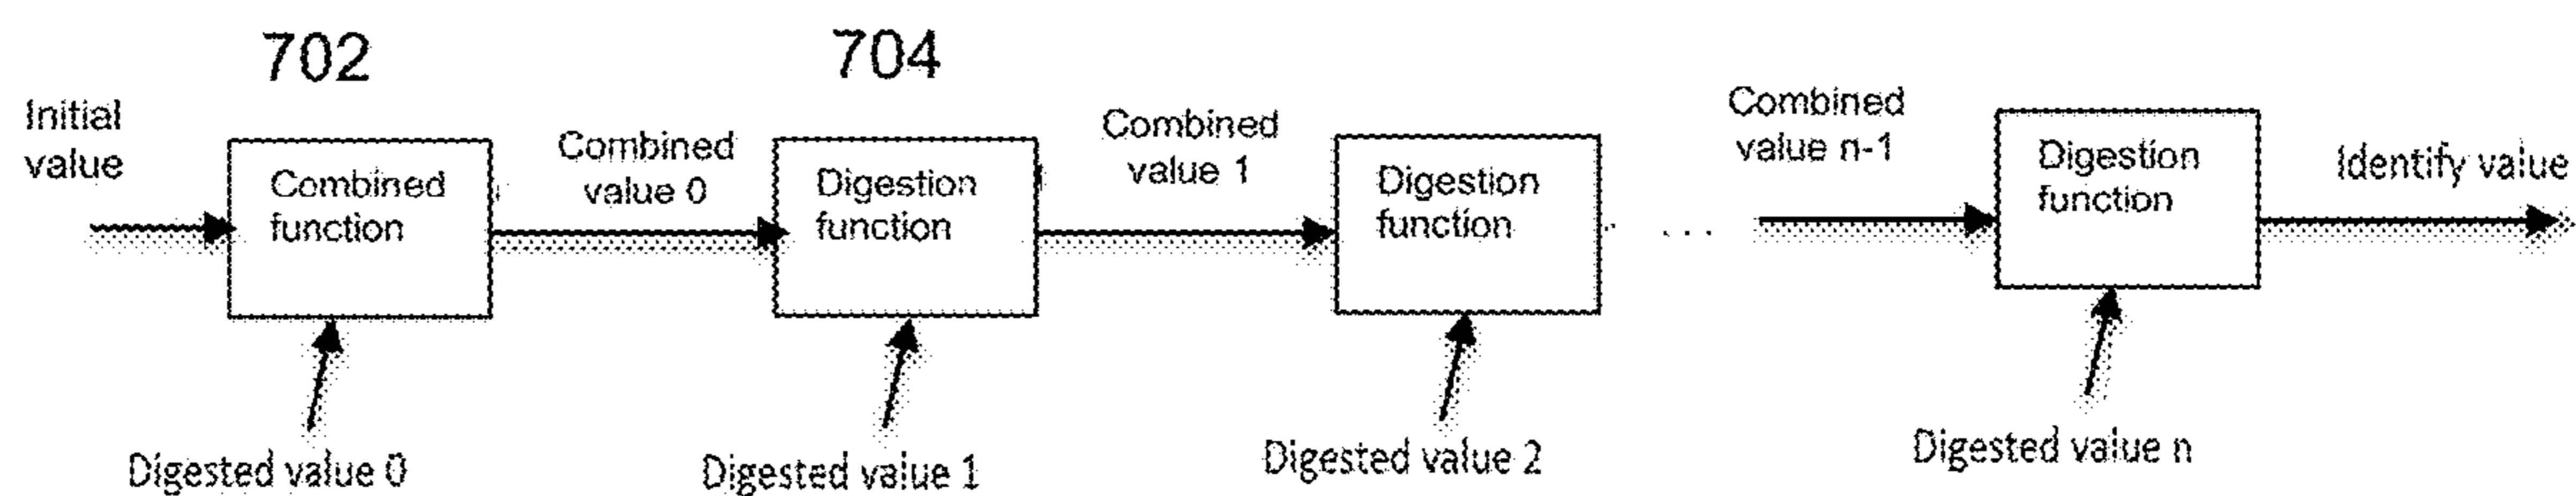 702
704
Initial
value
Combined
function
Combined
value 0
Digestion
function
Combined
value 1
Digestion
function
. . .
Combined
value n-1
Digestion
function
Identify value
Digested value 0
Digested value 1
Digested value 2
Digested value n